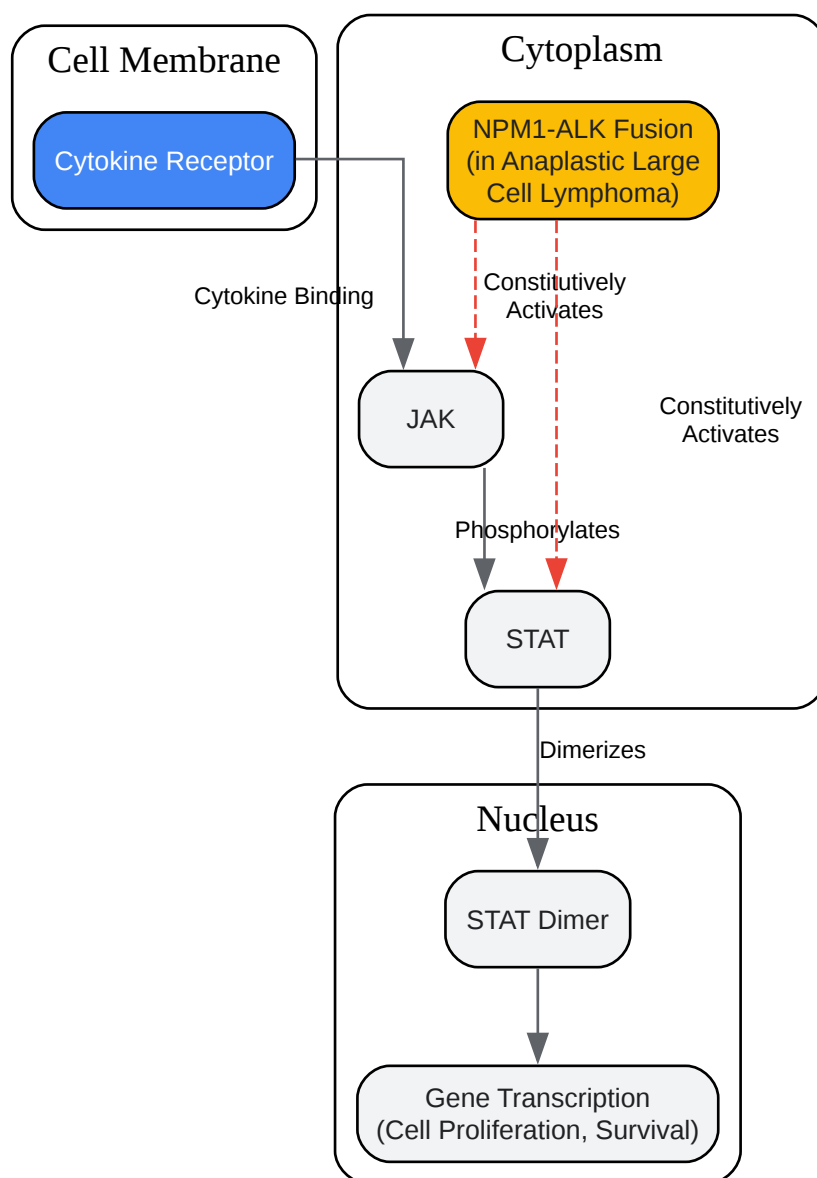 Cell Membrane
Cytokine Receptor
Cytoplasm
NPM1-ALK Fusion
(in Anaplastic Large
Cell Lymphoma)
Cytokine Binding
Constitutively
Activates
JAK
Constitutively
Activates
Phosphorylates
STAT
Dimerizes
Nucleus
STAT Dimer
Gene Transcription
(Cell Proliferation, Survival)